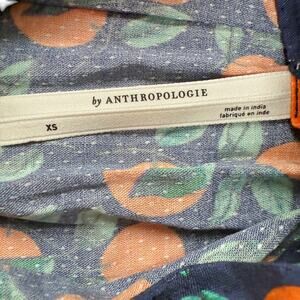 by ANTHROPOLOGIE
XS
made in india
fabriqué en inde